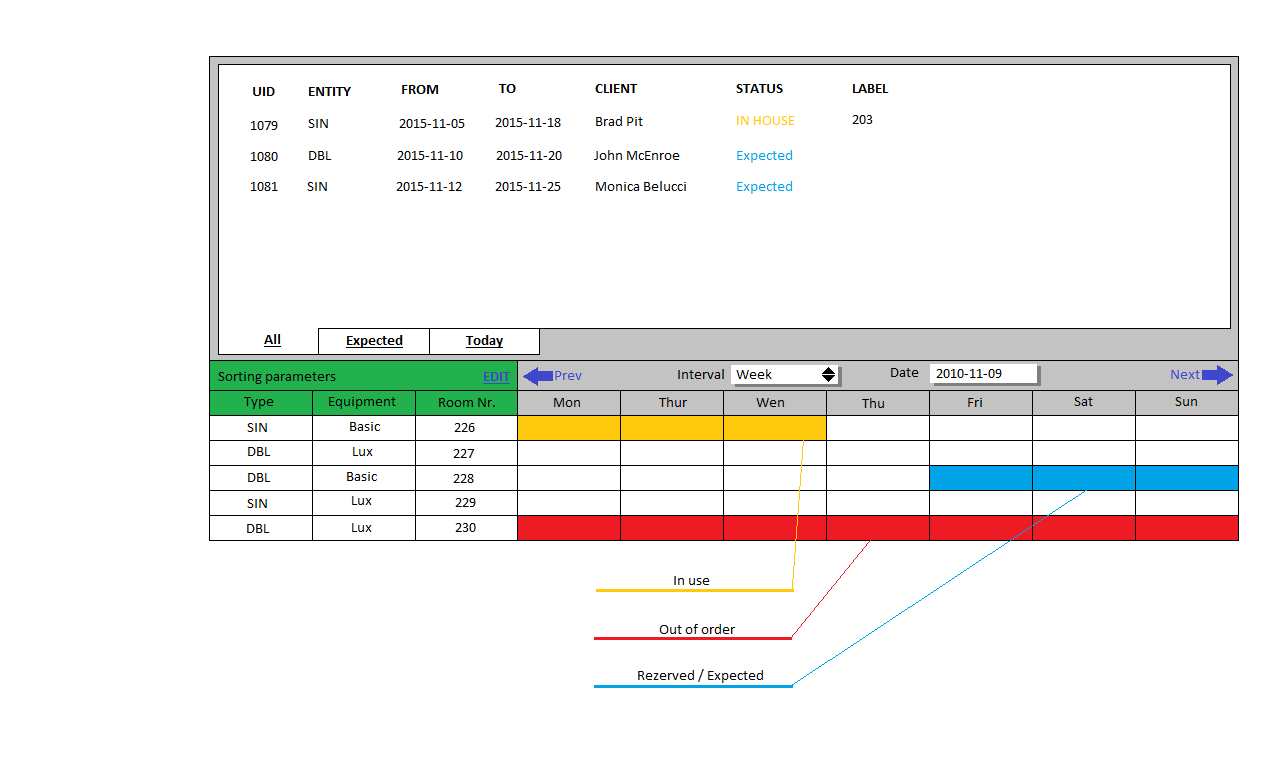 UID ENTITY FROM TO CLIENT STATUS LABEL
1079 SIN 2015-11-05 2015-11-18 Brad Pit IN HOUSE 203
1080 DBL 2015-11-10 2015-11-20 John McEnroe Expected
1081 SIN 2015-11-12 2015-11-25 Monica Belucci Expected
All Expected Today
Sorting parameters EDIT Prev Interval Week Date 2010-11-09 Next
Type Equipment Room Nr. Mon Thur Wen Thu Fri Sat Sun
SIN Basic 226
DBL Lux 227
DBL Basic 228
SIN Lux 229
DBL Lux 230
In use
Out of order
Rezerved / Expected